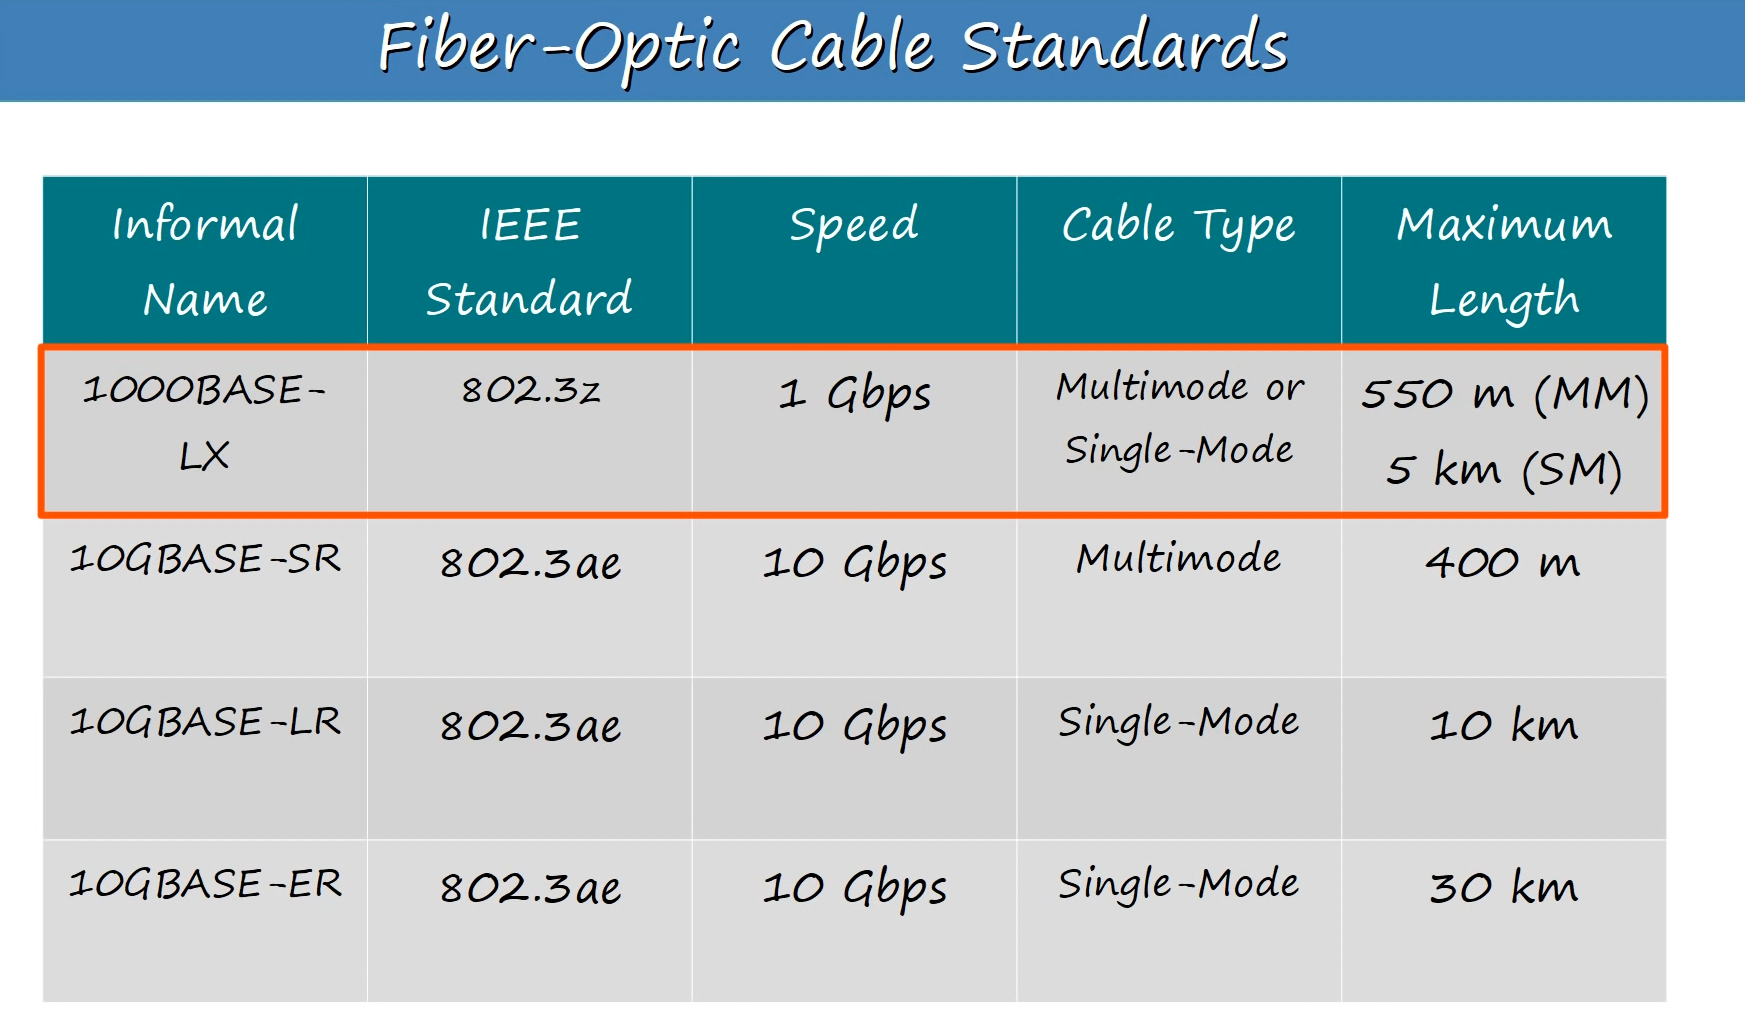 Fiber-Optic Cable Standards
Informal Name
IEEE Standard
Speed
Cable Type
Maximum Length
1000BASE-LX
802.3z
1 Gbps
Multimode or Single-Mode
550 m (MM)
5 km (SM)
10GBASE-SR
802.3ae
10 Gbps
Multimode
400 m
10GBASE-LR
802.3ae
10 Gbps
Single-Mode
10 km
10GBASE-ER
802.3ae
10 Gbps
Single-Mode
30 km